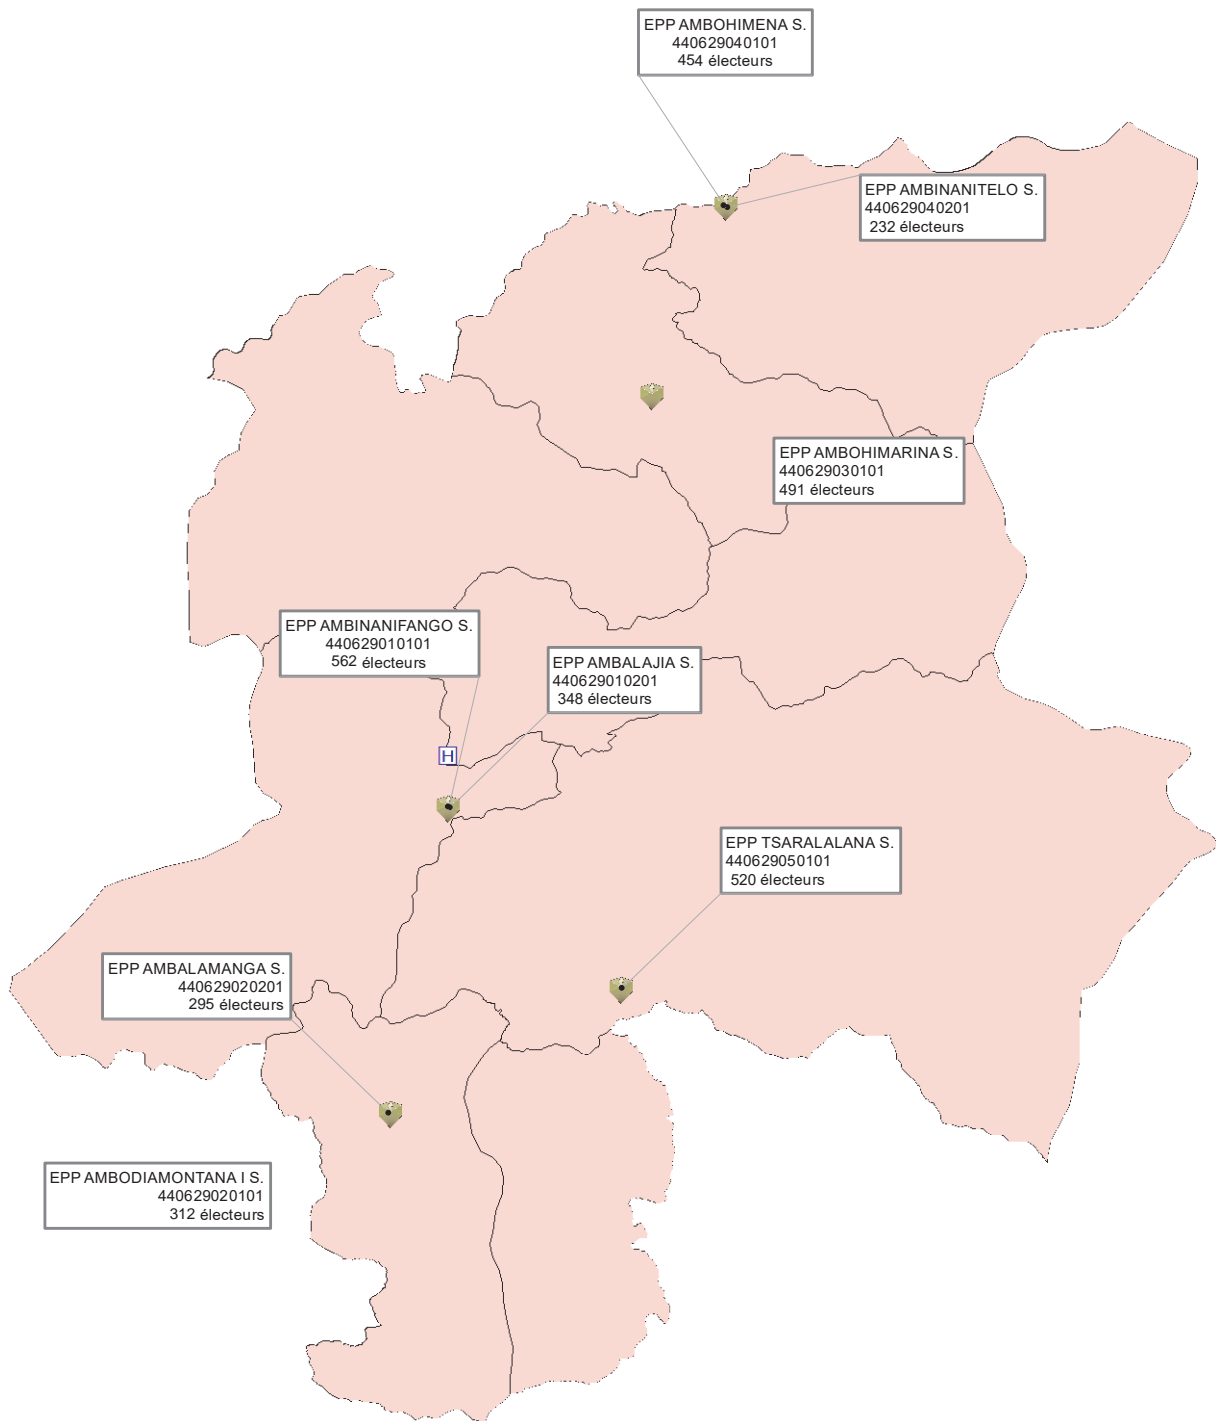 EPP AMBOHIMENA S.
440629040101
454 électeurs
EPP AMBINANITELO S.
440629040201
232 électeurs
EPP AMBOHIMARINA S.
440629030101
491 électeurs
EPP AMBINANIFANGO S.
440629010101
562 électeurs
EPP AMBALAJIA S.
440629010201
348 électeurs
H
EPP TSARALALANA S.
440629050101
520 électeurs
EPP AMBALAMANGA S.
440629020201
295 électeurs
EPP AMBODIAMONTANA I S.
440629020101
312 électeurs